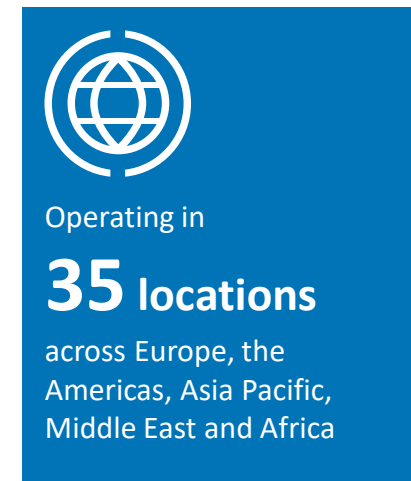 Operating in
35 locations
across Europe, the
Americas, Asia Pacific,
Middle East and Africa